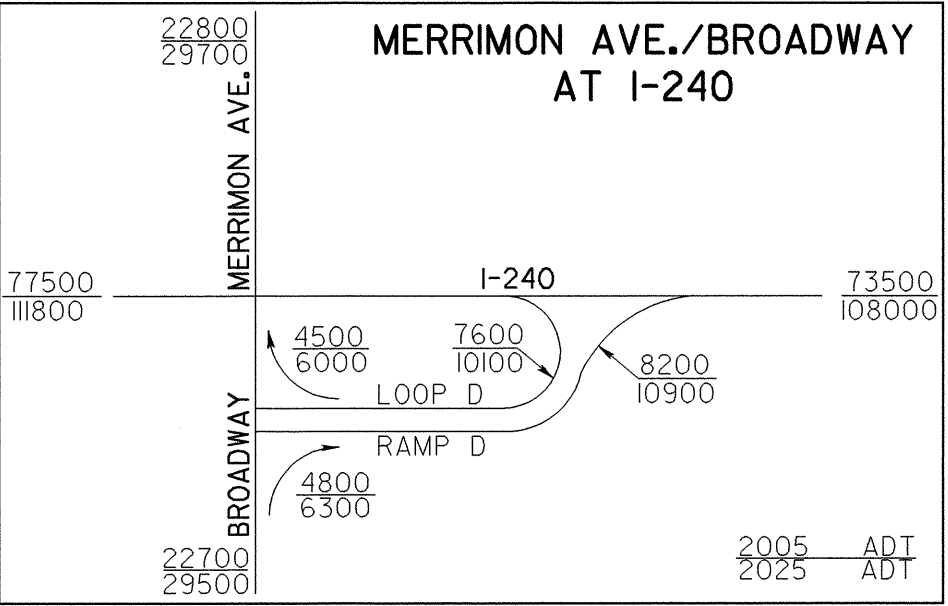 MERRIMON AVE./BROADWAY
AT I-240
22800
29700
MERRIMON AVE.
77500
111800
I-240
73500
108000
4500
6000
7600
10100
8200
10900
LOOP D
RAMP D
BROADWAY
4800
6300
22700
29500
2005 ADT
2025 ADT